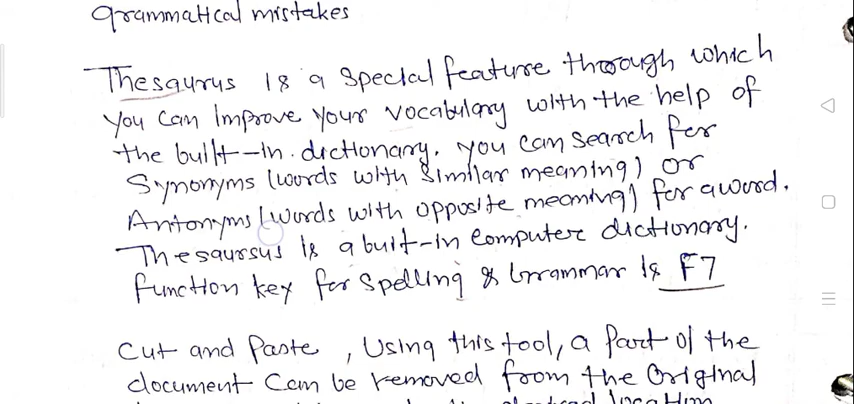 grammatical mistakes
Thesaurus is a special feature through which
you can improve your vocabulary with the help of
the built-in dictionary. you can search for
Synonyms (words with similar meaning) or
Antonyms (words with opposite meaning) for a word.
Thesaursus is a buit-in computer dictionary.
function key for spelling & Grammar is F7
Cut and Paste , Using this tool, a part of the
document can be removed from the original
location